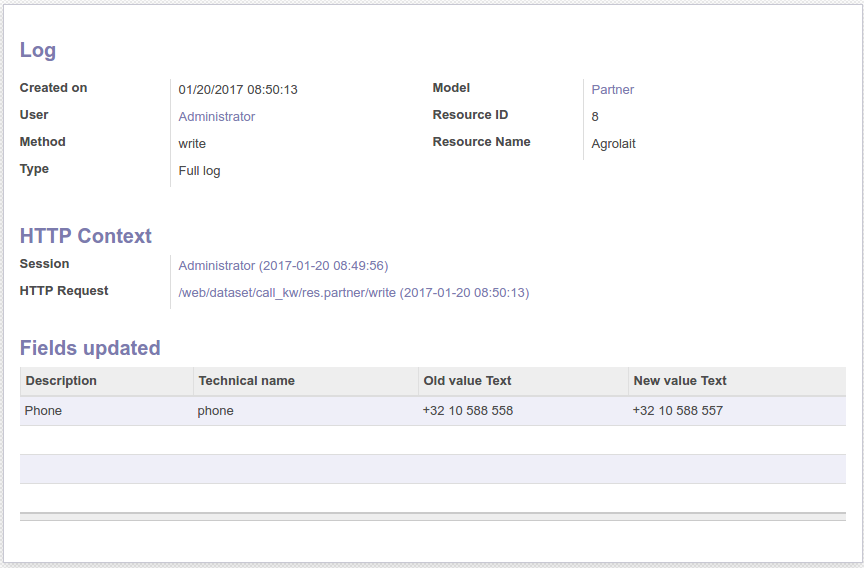 Log
Created on 01/20/2017 08:50:13 Model Partner
User Administrator Resource ID 8
Method write Resource Name Agrolait
Type Full log
HTTP Context
Session Administrator (2017-01-20 08:49:56)
HTTP Request /web/dataset/call_kw/res.partner/write (2017-01-20 08:50:13)
Fields updated
Description Technical name Old value Text New value Text
Phone phone +32 10 588 558 +32 10 588 557